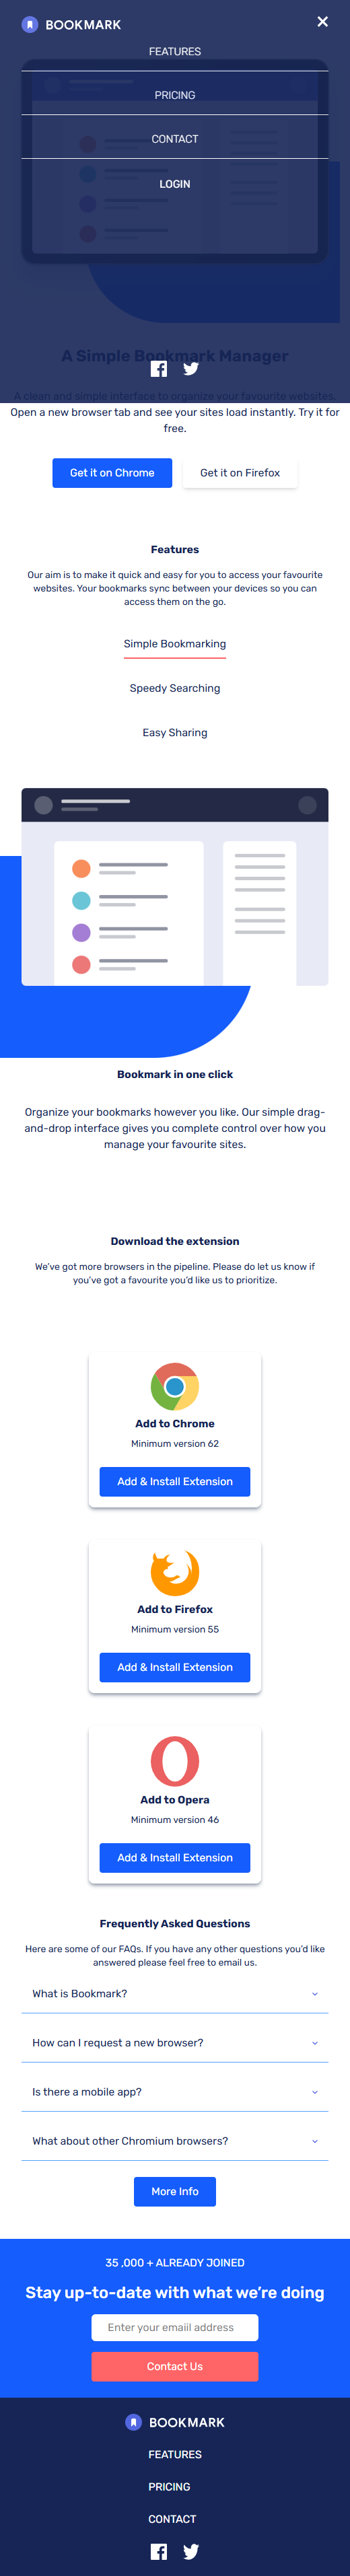 BOOKMARK
FEATURES
PRICING
CONTACT
LOGIN
A Simple Bookmark Manager
A clean and simple interface to organize your favourite websites.
Open a new browser tab and see your sites load instantly. Try it for
free.
Get it on Chrome
Get it on Firefox
Features
Our aim is to make it quick and easy for you to access your favourite
websites. Your bookmarks sync between your devices so you can
access them on the go.
Simple Bookmarking
Speedy Searching
Easy Sharing
Bookmark in one click
Organize your bookmarks however you like. Our simple drag-
and-drop interface gives you complete control over how you
manage your favourite sites.
Download the extension
We've got more browsers in the pipeline. Please do let us know if
you've got a favourite you'd like us to prioritize.
Add to Chrome
Minimum version 62
Add & Install Extension
Add to Firefox
Minimum version 55
Add & Install Extension
Add to Opera
Minimum version 46
Add & Install Extension
Frequently Asked Questions
Here are some of our FAQs. If you have any other questions you'd like
answered please feel free to email us.
What is Bookmark?
How can I request a new browser?
Is there a mobile app?
What about other Chromium browsers?
More Info
35 ,000 + ALREADY JOINED
Stay up-to-date with what we're doing
Enter your emaiil address
Contact Us
BOOKMARK
FEATURES
PRICING
CONTACT